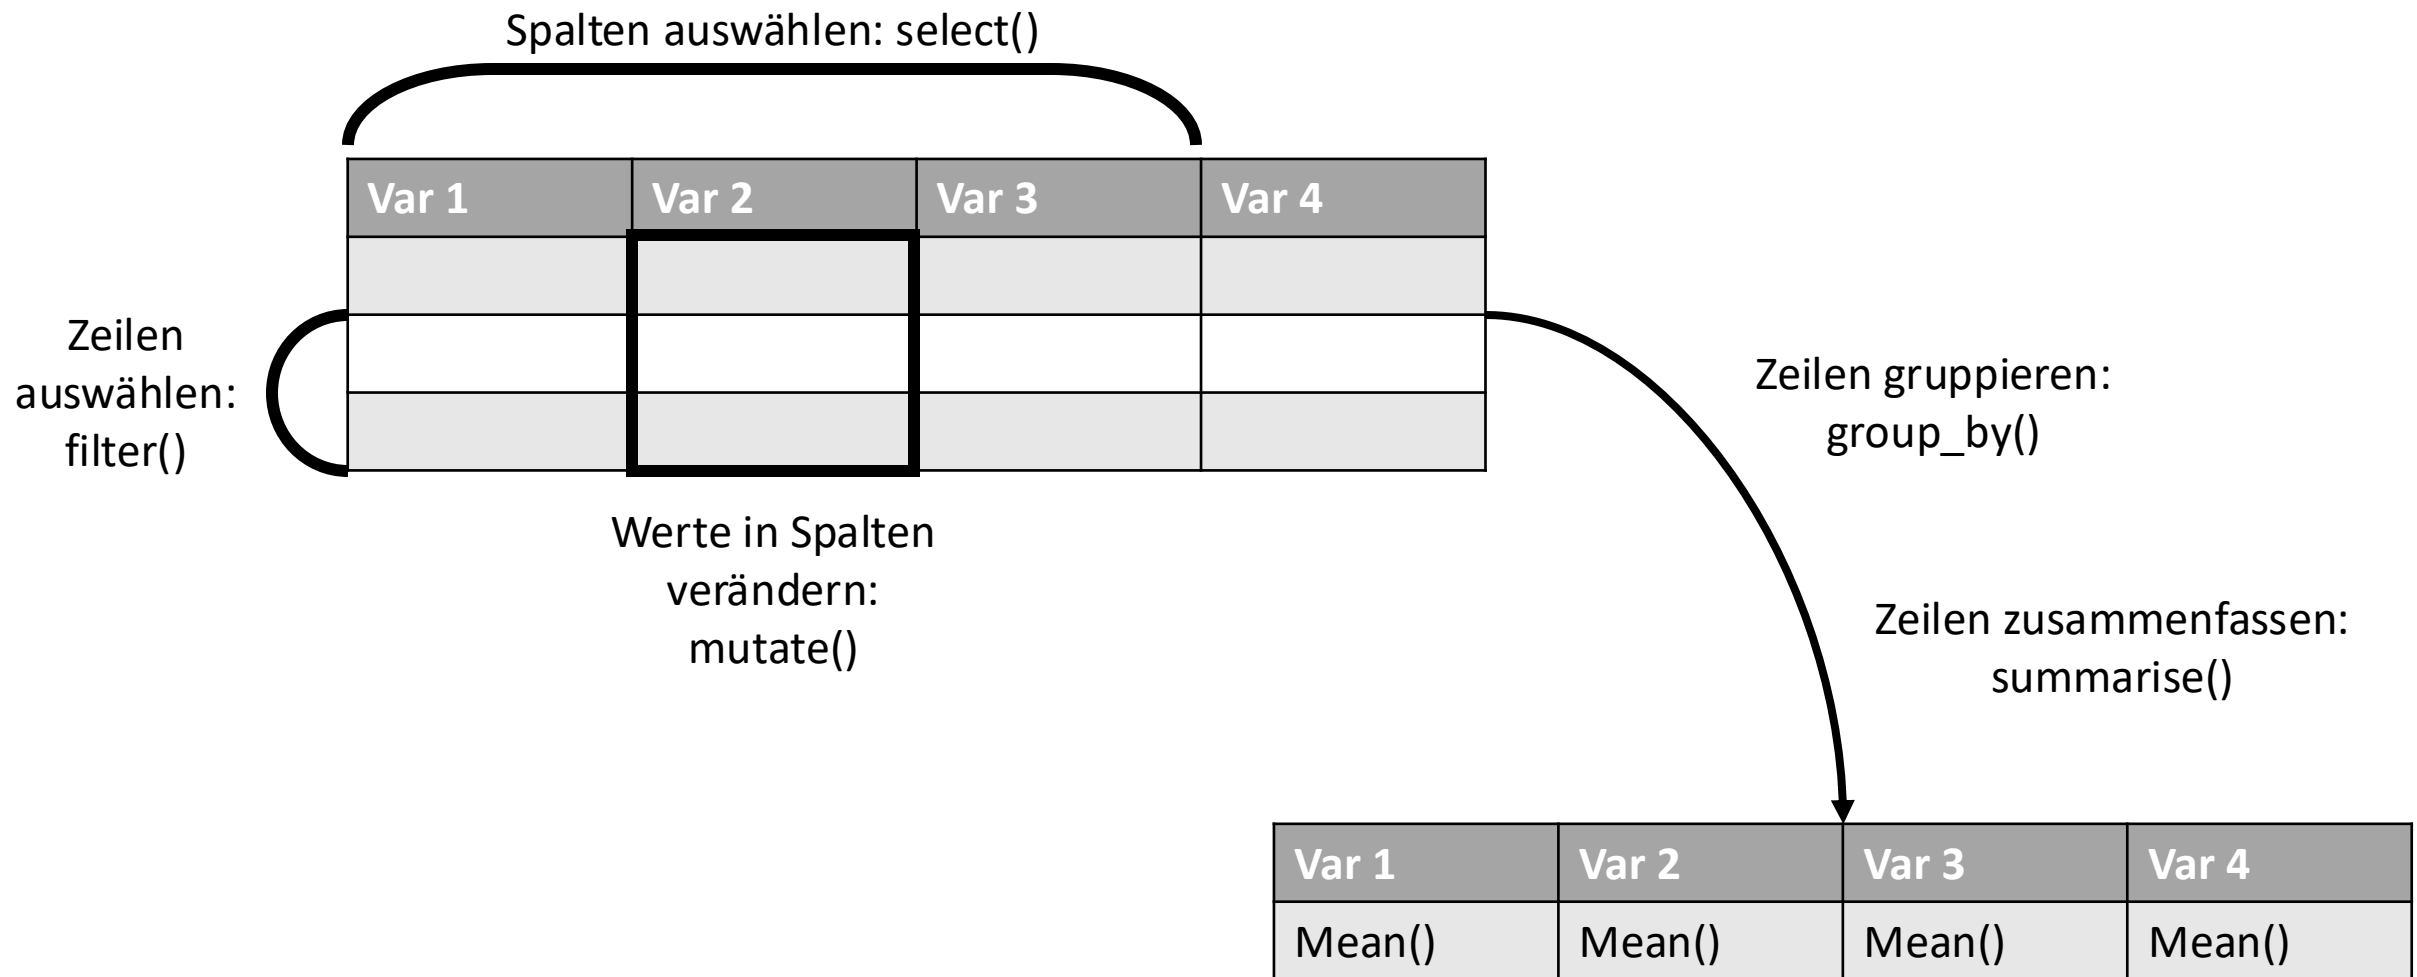 Spalten auswählen: select()
Var 1 Var 2 Var 3 Var 4
Zeilen
auswählen:
filter()
Werte in Spalten
verändern:
mutate()
Zeilen gruppieren:
group_by()
Zeilen zusammenfassen:
summarise()
Var 1 Var 2 Var 3 Var 4
Mean() Mean() Mean() Mean()